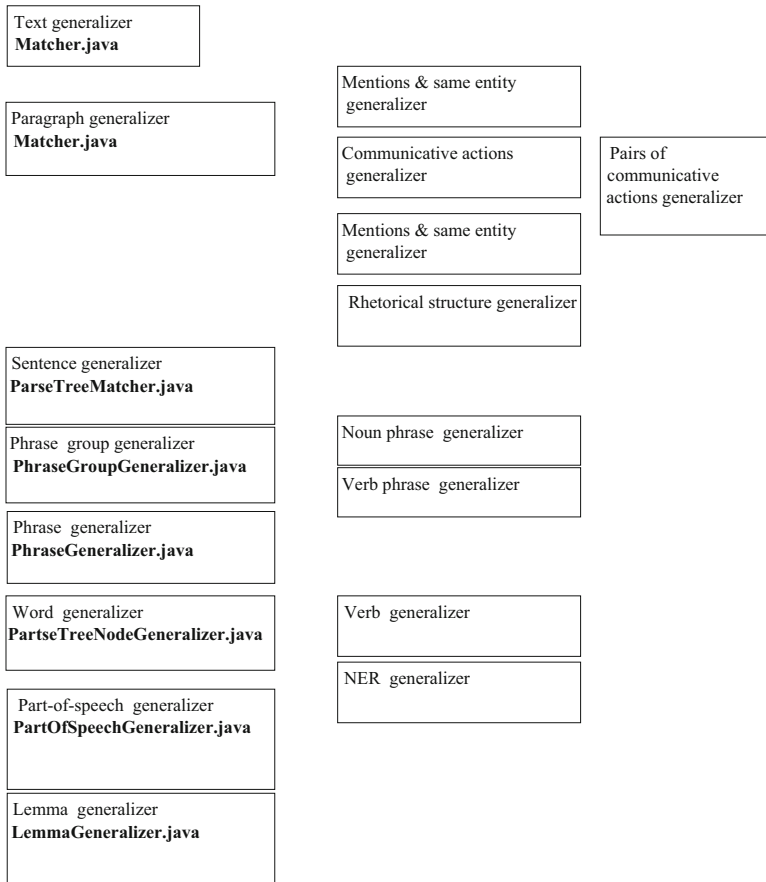 Text generalizer
Matcher.java
Paragraph generalizer
Matcher.java
Mentions & same entity
generalizer
Communicative actions
generalizer
Pairs of
communicative
actions generalizer
Mentions & same entity
generalizer
Rhetorical structure generalizer
Sentence generalizer
ParseTreeMatcher.java
Phrase group generalizer
PhraseGroupGeneralizer.java
Noun phrase generalizer
Verb phrase generalizer
Phrase generalizer
PhraseGeneralizer.java
Word generalizer
PartseTreeNodeGeneralizer.java
Verb generalizer
NER generalizer
Part-of-speech generalizer
PartOfSpeechGeneralizer.java
Lemma generalizer
LemmaGeneralizer.java